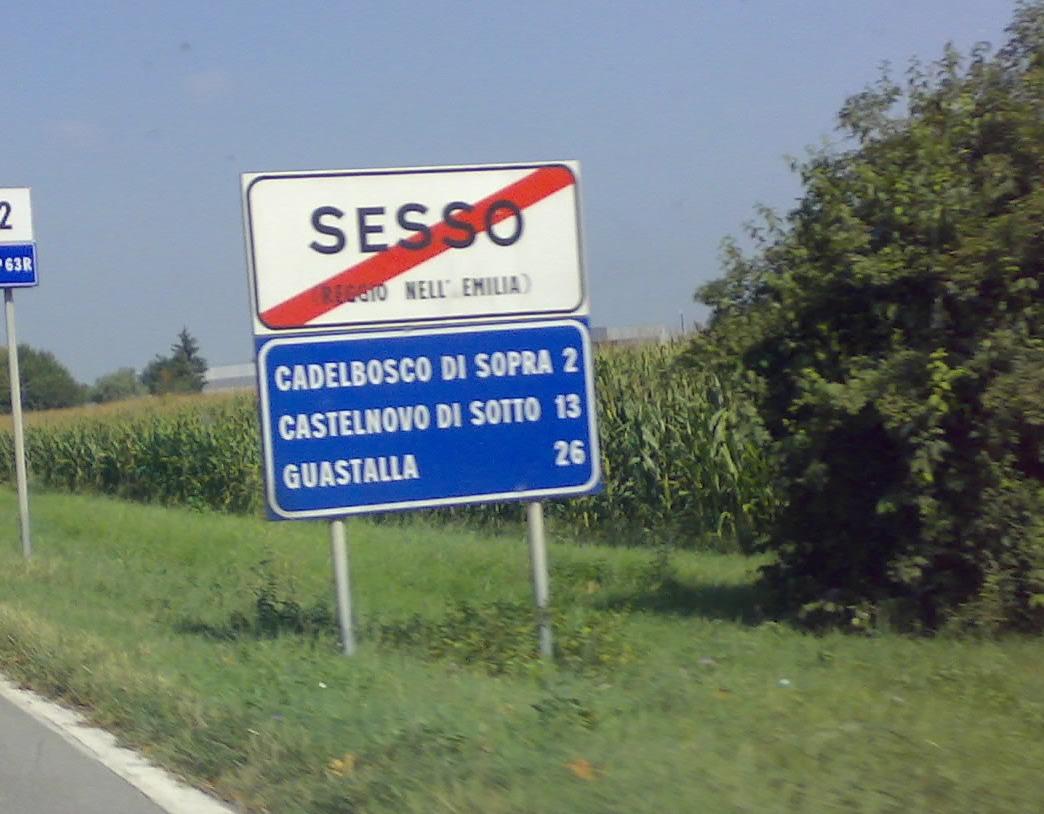 2
63R
SESSO
(REGGIO NELL' EMILIA)
CADELBOSCO DI SOPRA 2
CASTELNOVO DI SOTTO 13
GUASTALLA 26